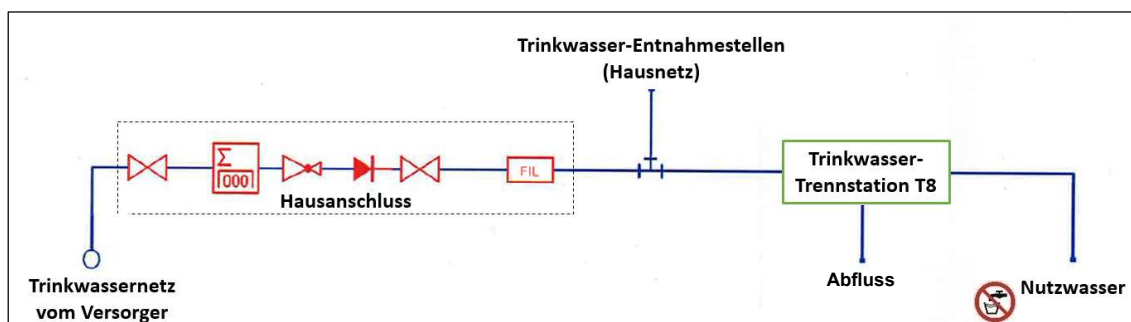 Trinkwasser-Entnahmestellen
(Hausnetz)
Σ
000
FIL
Hausanschluss
Trinkwasser-
Trennstation T8
Trinkwassernetz
vom Versorger
Abfluss
Nutzwasser